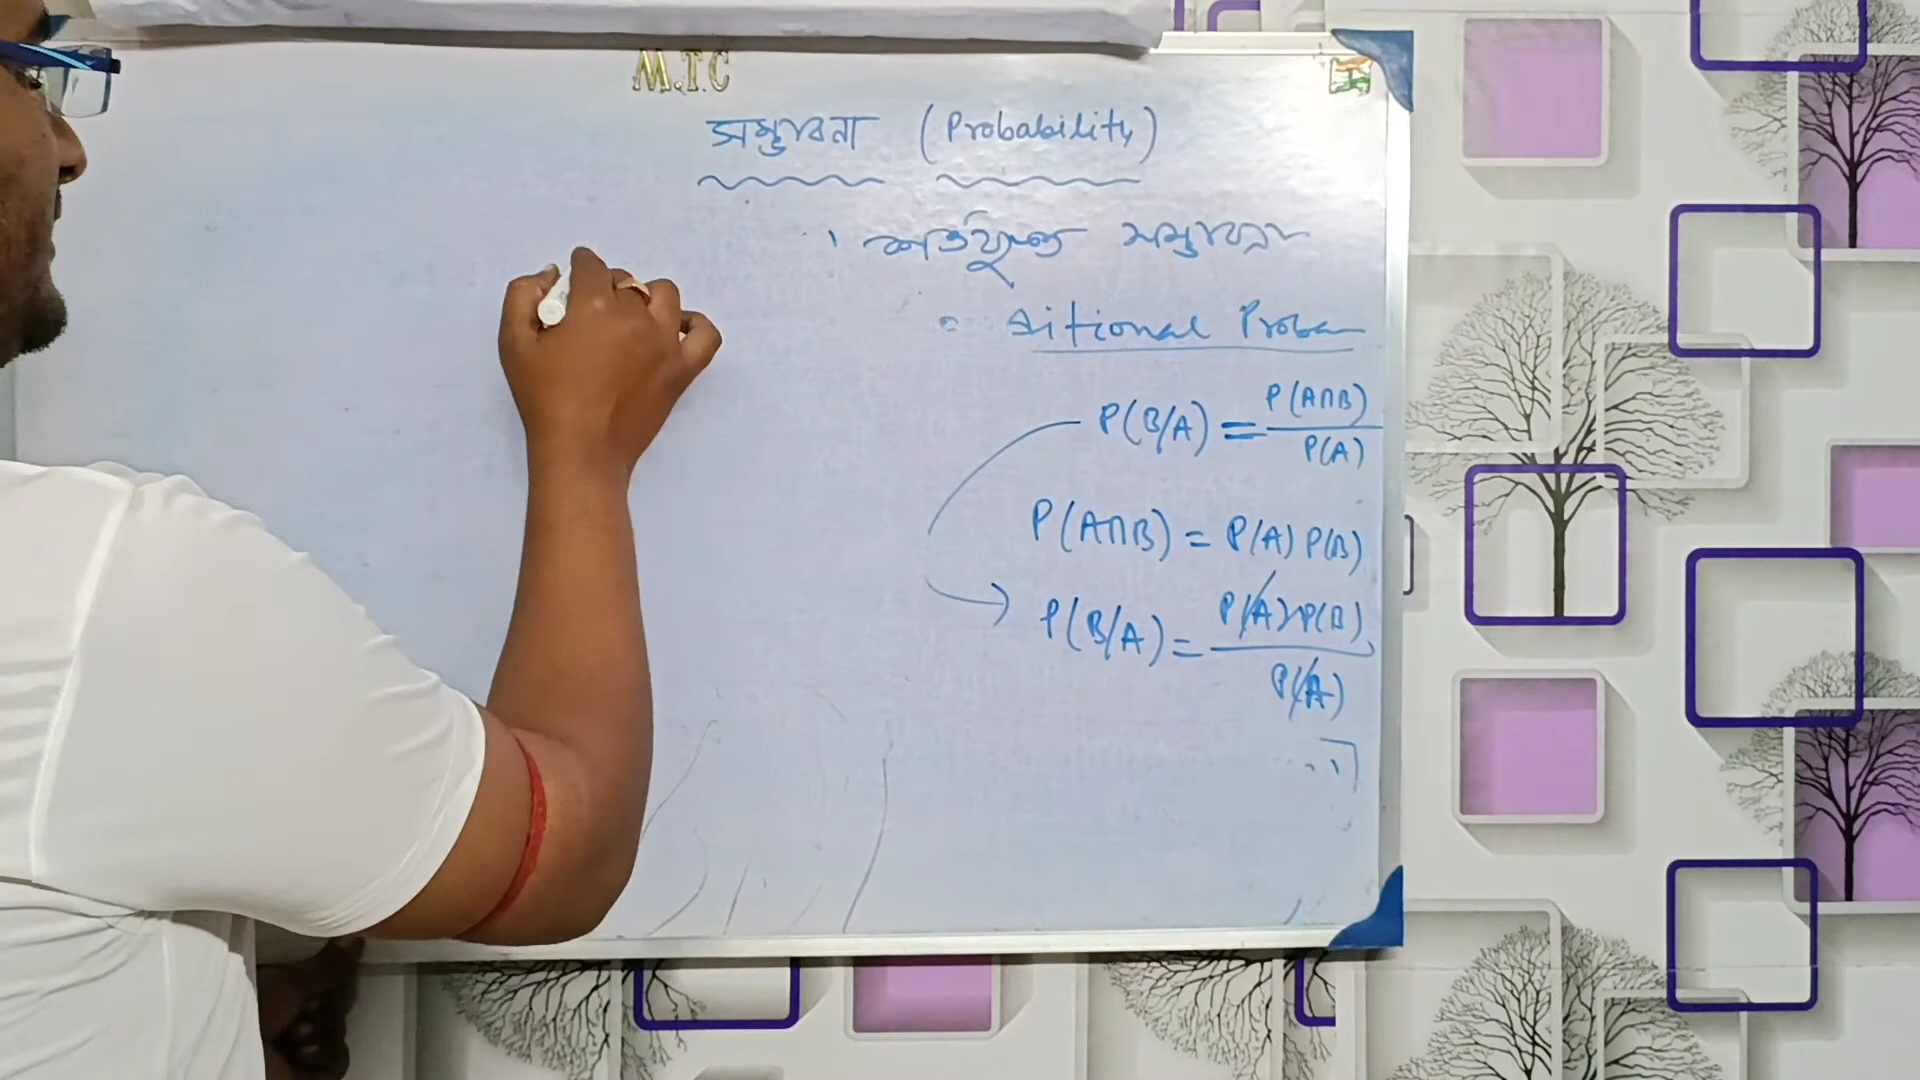 M.T.C
সম্ভাবনা (Probability)
শর্তযুক্ত সম্ভাবনা
ditional Proba
P(B/A) = P(A∩B) / P(A)
P(A∩B) = P(A) P(B)
P(B/A) = P(A) P(B) / P(A)